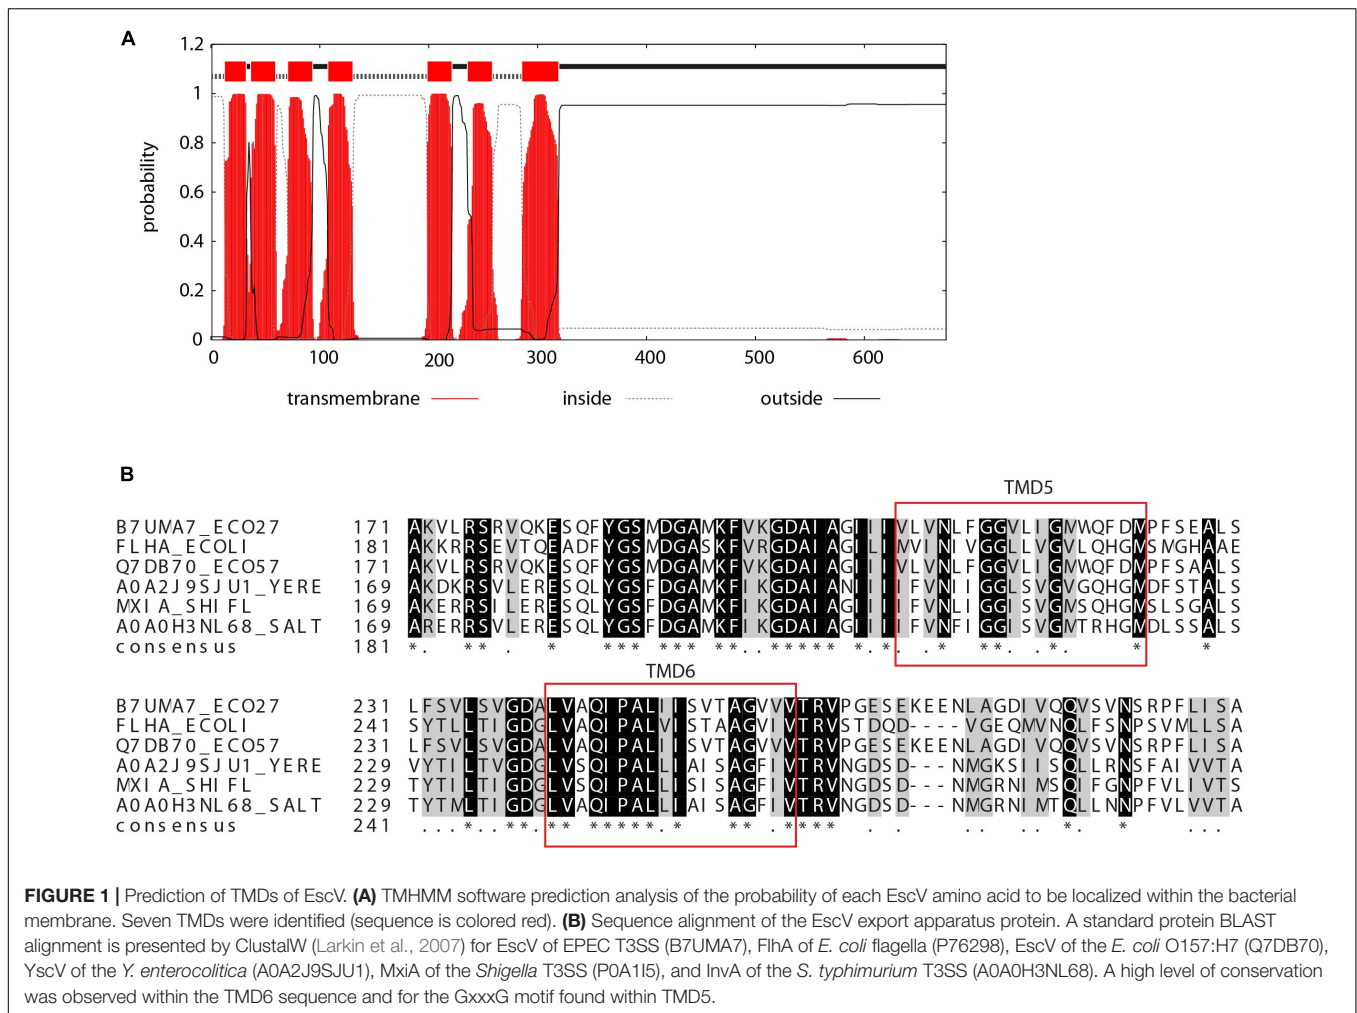 A
1.2
1
0.8
0.6
0.4
0.2
0
probability
0 100 200 300 400 500 600
transmembrane inside outside
B
TMD5
B7UMA7_ECO27 171 AKVLRSRVQKESQFYGSMDGAMKFVKGDAIAGIIIVLVNLFGGVLIGMWQFDMPFSEALS
FLHA_ECOLI 181 AKKRRSEVTQEADFYGSMDGASKFVRGDAIAGILIMVINIVGGLLVGVLQHGMSMGHAAE
Q7DB70_ECO57 171 AKVLRSRVQKESQFYGSMDGAMKFVKGDAIAGIIIVLVNLFGGVLIGMWQFDMPFSAALS
A0A2J9SJU1_YERE 169 AKDKRSVLEREQSLYGSFDGAMKFIKGDAIANIIIIFVNFIGGISVGMGQHGMDFSTALS
MXIA_SHIFL 169 AKERRSILERESQLYGSFDGAMKFIKGDAIAGIIIIFVNLIGGISVGMSQHGMSLSGALS
A0A0H3NL68_SALT 169 ARERRSVLERESQLYGSFDGAMKFIKGDAIAGIIIIFVNFIGGISVGMTRHGMDLSSALS
consensus 181
TMD6
B7UMA7_ECO27 231 LFSVLSVGDALVAQIPALIISVTAGVVVTRVPGESEKEENLAGDIVQQVSVNSRPFLISA
FLHA_ECOLI 241 SYTLLTIGDGLVAQIPALVISTAAGVIVTRVSTDQD----VGEQMVNQLFSNPSVMLLSA
Q7DB70_ECO57 231 LFSVLSVGDALVAQIPALIISVTAGVVVTRVPGESEKEENLAGDIVQQVSVNSRPFLISA
A0A2J9SJU1_YERE 229 VYTILTVGDGLVSQIPALLIAISAGFIVTRVNGDSD---NMGKSIISQLLRNSFAIVVTA
MXIA_SHIFL 229 TYTILTIGDGLVSQIPALLISISAGFIVTRVNGDSD---NMGRNIMSQIFGNPFVLIVTS
A0A0H3NL68_SALT 229 TYTMLTIGDGLVAQIPALLIAISAGFIVTRVNGDSD---NMGRNIMTQLLNNPFVLVVTA
consensus 241
FIGURE 1 | Prediction of TMDs of EscV. (A) TMHMM software prediction analysis of the probability of each EscV amino acid to be localized within the bacterial
membrane. Seven TMDs were identified (sequence is colored red). (B) Sequence alignment of the EscV export apparatus protein. A standard protein BLAST
alignment is presented by ClustalW (Larkin et al., 2007) for EscV of EPEC T3SS (B7UMA7), FlhA of E. coli flagella (P76298), EscV of the E. coli O157:H7 (Q7DB70),
YscV of the Y. enterocolitica (A0A2J9SJU1), MxiA of the Shigella T3SS (P0A1I5), and InvA of the S. typhimurium T3SS (A0A0H3NL68). A high level of conservation
was observed within the TMD6 sequence and for the GxxxG motif found within TMD5.